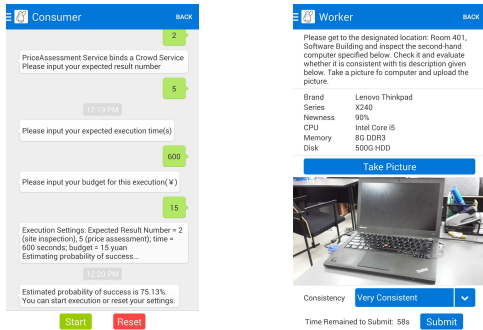 Consumer
BACK
2
PriceAssessment Service binds a Crowd Service
Please input your expected result number
5
12:19 PM
Please input your expected execution time(s)
600
Please input your budget for this execution(¥)
15
Execution Settings: Expected Result Number = 2
(site inspection), 5 (price assessment); time =
600 seconds; budget = 15 yuan
Estimating probability of success...
12:20 PM
Estimated probability of success is 75.13%.
You can start execution or reset your settings.
Start
Reset
Worker
BACK
Please get to the designated location: Room 401,
Software Building and inspect the second-hand
computer specified below. Check it and evaluate
whether it is consistent with tis description given
below. Take a picture fo computer and upload the
picture.
Brand Lenovo Thinkpad
Series X240
Newness 90%
CPU Intel Core i5
Memory 8G DDR3
Disk 500G HDD
Take Picture
Consistency Very Consistent
Time Remained to Submit: 58s Submit